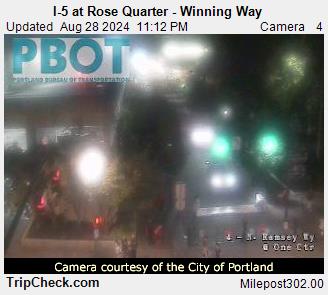 I-5 at Rose Quarter - Winning Way
Updated Aug 28 2024 11:12 PM Camera 4
PBOT
PORTLAND BUREAU OF TRANSPORTATION
4 - N. Ramsey Wy
@ One Ctr
Camera courtesy of the City of Portland
TripCheck.com Milepost302.00